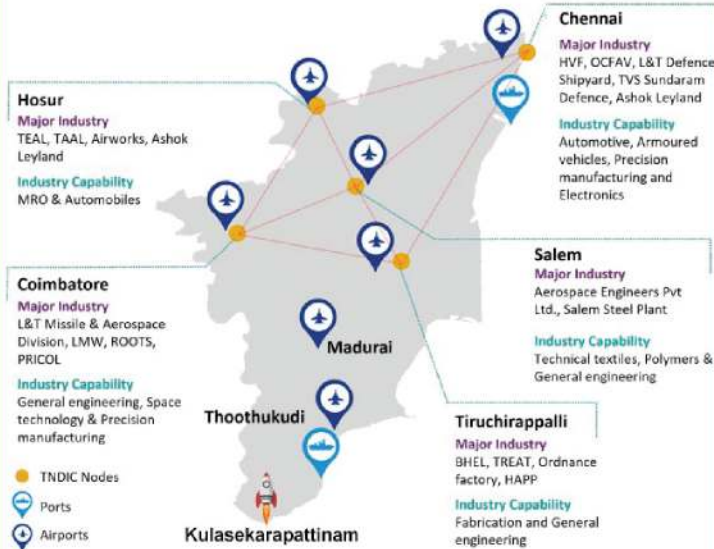 Chennai
Major Industry
HVF, OCFAV, L&T Defence
Shipyard, TVS Sundaram
Defence, Ashok Leyland
Industry Capability
Automotive, Armoured
vehicles, Precision
manufacturing and
Electronics
Hosur
Major Industry
TEAL, TAAL, Airworks, Ashok
Leyland
Industry Capability
MRO & Automobiles
Salem
Major Industry
Aerospace Engineers Pvt
Ltd., Salem Steel Plant
Industry Capability
Technical textiles, Polymers &
General engineering
Coimbatore
Major Industry
L&T Missile & Aerospace
Division, LMW, ROOTS,
PRICOL
Industry Capability
General engineering, Space
technology & Precision
manufacturing
Madurai
Thoothukudi
Tiruchirappalli
Major Industry
BHEL, TREAT, Ordnance
factory, HAPP
Industry Capability
Fabrication and General
engineering
TNDIC Nodes
Ports
Airports
Kulasekarapattinam